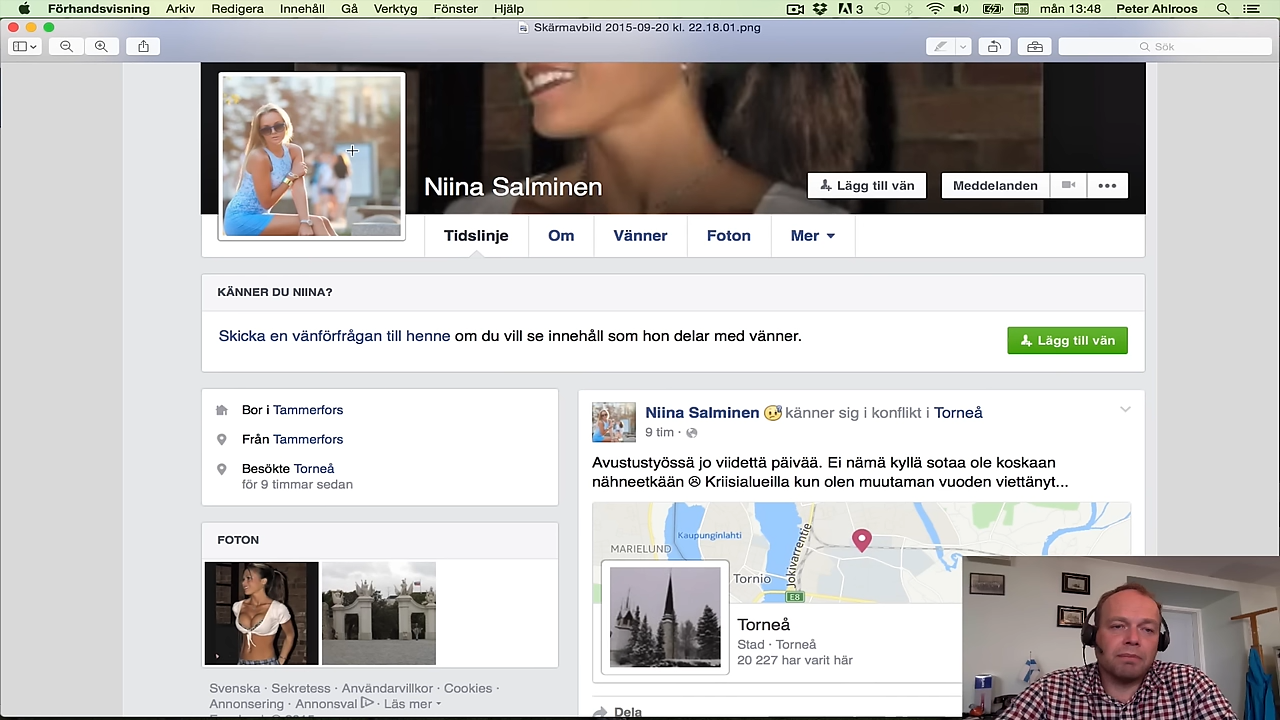 Förhandsvisning Arkiv Redigera Innehåll Gå Verktyg Fönster Hjälp 3 mån 13:48 Peter Ahlroos
Skärmavbild 2015-09-20 kl. 22.18.01.png
Sök
Niina Salminen
Lägg till vän
Meddelanden
Tidslinje Om Vänner Foton Mer
KÄNNER DU NIINA?
Skicka en vänförfrågan till henne om du vill se innehåll som hon delar med vänner.
Lägg till vän
Bor i Tammerfors
Från Tammerfors
Besökte Torneå
för 9 timmar sedan
FOTON
Svenska · Sekretess · Användarvillkor · Cookies ·
Annonsering · Annonsval · Läs mer
Niina Salminen känner sig i konflikt i Torneå
9 tim ·
Avustustyössä jo viidettä päivää. Ei nämä kyllä sotaa ole koskaan
nähneetkään ☹ Kriisialueilla kun olen muutaman vuoden viettänyt...
Kaupunginlahti
MARIELUND
Jokivarrentie
Tornio
E8
Torneå
Stad · Torneå
20 227 har varit här
Dela